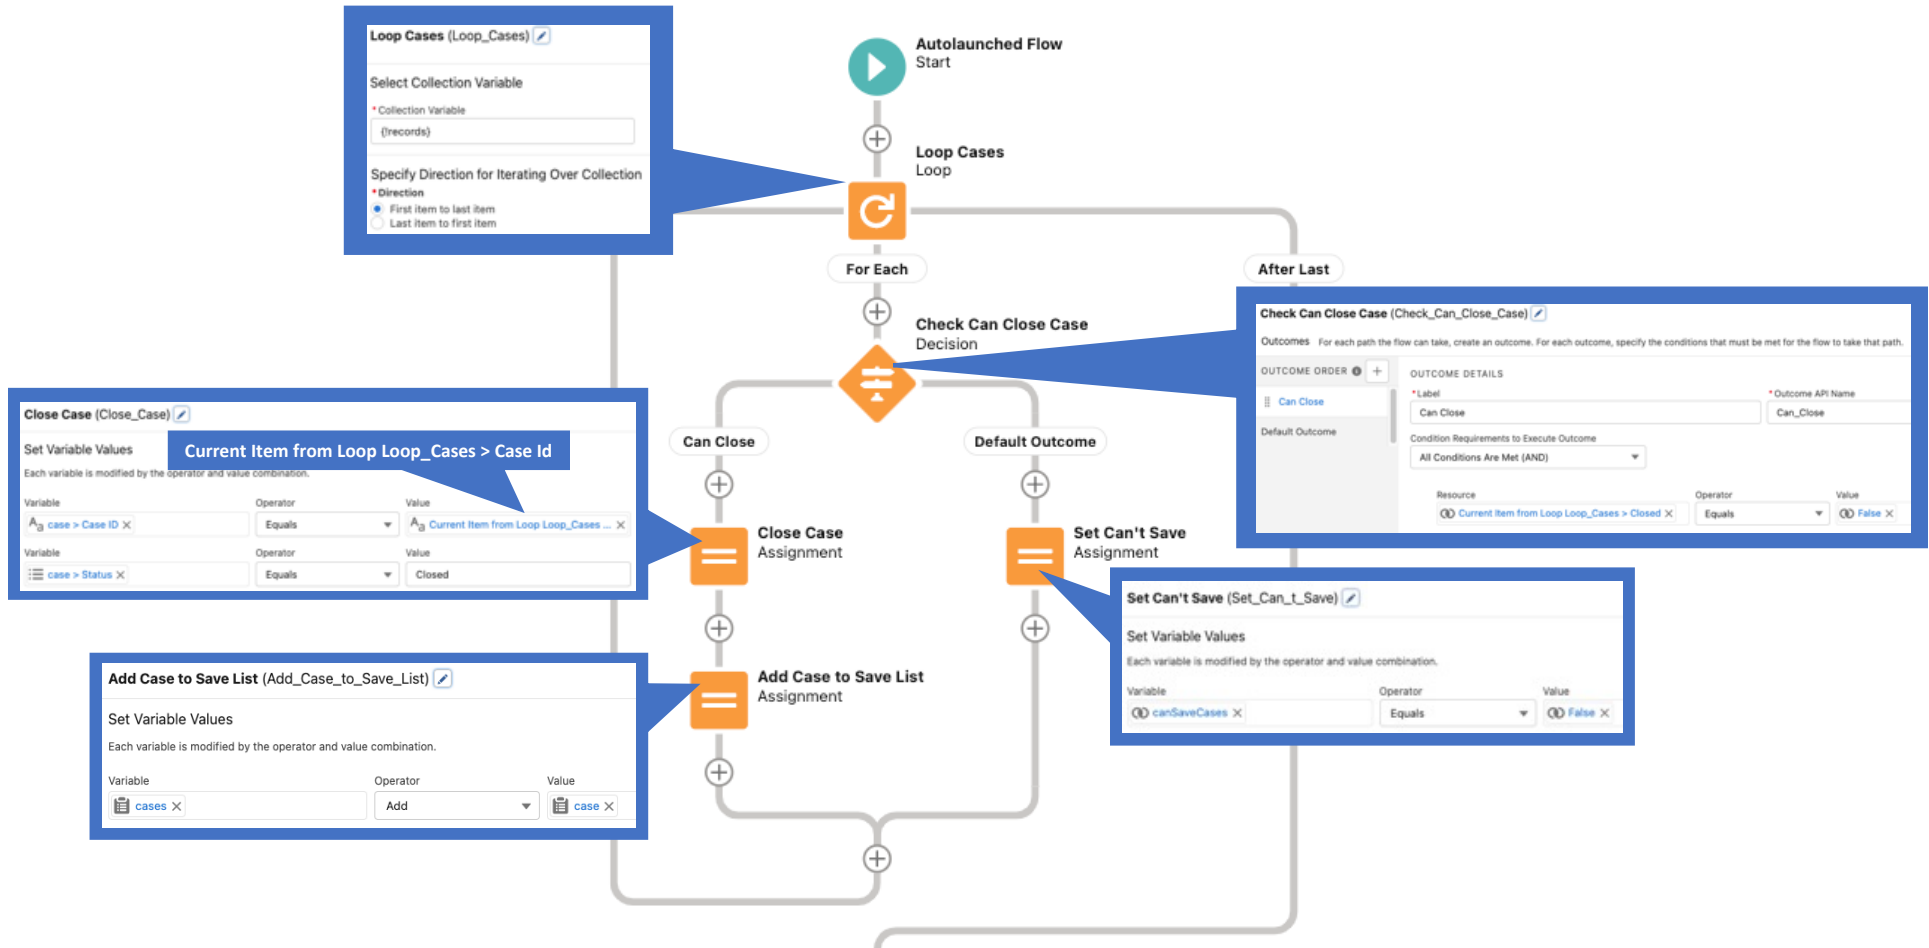 Loop Cases (Loop_Cases)
Select Collection Variable
* Collection Variable
{!records}
Specify Direction for Iterating Over Collection
* Direction
First item to last item
Last item to first item
Autolaunched Flow
Start
Loop Cases
Loop
For Each
After Last
Check Can Close Case
Decision
Check Can Close Case (Check_Can_Close_Case)
Outcomes For each path the flow can take, create an outcome. For each outcome, specify the conditions that must be met for the flow to take that path.
OUTCOME ORDER
OUTCOME DETAILS
Can Close
Default Outcome
* Label
* Outcome API Name
Can Close
Can_Close
Condition Requirements to Execute Outcome
All Conditions Are Met (AND)
Resource
Operator
Value
Current Item from Loop Loop_Cases > Closed
Equals
False
Can Close
Default Outcome
Close Case (Close_Case)
Set Variable Values
Current Item from Loop Loop_Cases > Case Id
Each variable is modified by the operator and value combination.
Variable
Operator
Value
case > Case ID
Equals
Current Item from Loop Loop_Cases ...
Variable
Operator
Value
case > Status
Equals
Closed
Close Case
Assignment
Set Can't Save
Assignment
Set Can't Save (Set_Can_t_Save)
Set Variable Values
Each variable is modified by the operator and value combination.
Variable
Operator
Value
canSaveCases
Equals
False
Add Case to Save List
Assignment
Add Case to Save List (Add_Case_to_Save_List)
Set Variable Values
Each variable is modified by the operator and value combination.
Variable
Operator
Value
cases
Add
case